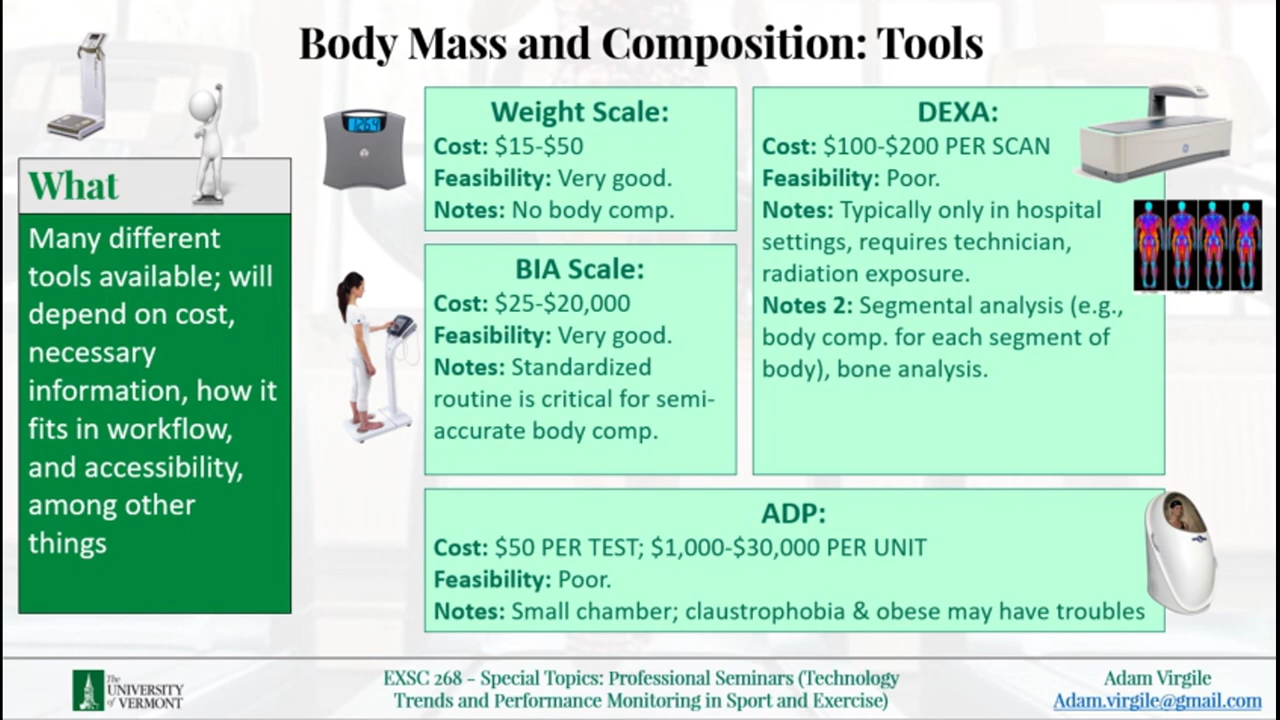 Body Mass and Composition: Tools
What
Many different
tools available; will
depend on cost,
necessary
information, how it
fits in workflow,
and accessibility,
among other
things
Weight Scale:
Cost: $15-$50
Feasibility: Very good.
Notes: No body comp.
BIA Scale:
Cost: $25-$20,000
Feasibility: Very good.
Notes: Standardized
routine is critical for semi-
accurate body comp.
DEXA:
Cost: $100-$200 PER SCAN
Feasibility: Poor.
Notes: Typically only in hospital
settings, requires technician,
radiation exposure.
Notes 2: Segmental analysis (e.g.,
body comp. for each segment of
body), bone analysis.
ADP:
Cost: $50 PER TEST; $1,000-$30,000 PER UNIT
Feasibility: Poor.
Notes: Small chamber; claustrophobia & obese may have troubles
The
UNIVERSITY
of VERMONT
EXSC 268 – Special Topics: Professional Seminars (Technology
Trends and Performance Monitoring in Sport and Exercise)
Adam Virgile
Adam.virgile@gmail.com